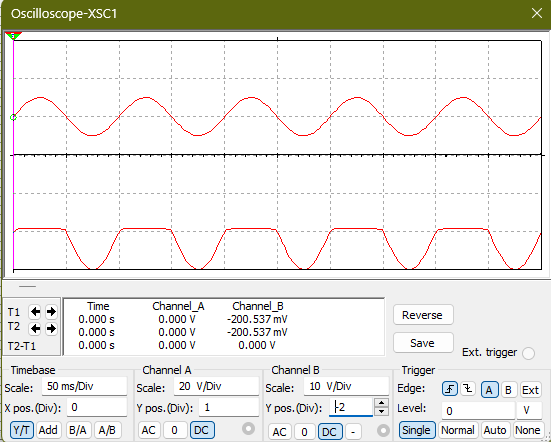 Oscilloscope-XSC1
Time Channel_A Channel_B
T1 0.000 s 0.000 V -200.537 mV
T2 0.000 s 0.000 V -200.537 mV
T2-T1 0.000 s 0.000 V 0.000 V
Reverse
Save
Ext. trigger
Timebase
Scale: 50 ms/Div
X pos.(Div): 0
Y/T Add B/A A/B
Channel A
Scale: 20 V/Div
Y pos.(Div): 1
AC 0 DC
Channel B
Scale: 10 V/Div
Y pos.(Div): -2
AC 0 DC -
Trigger
Edge: A B Ext
Level: 0 V
Single Normal Auto None